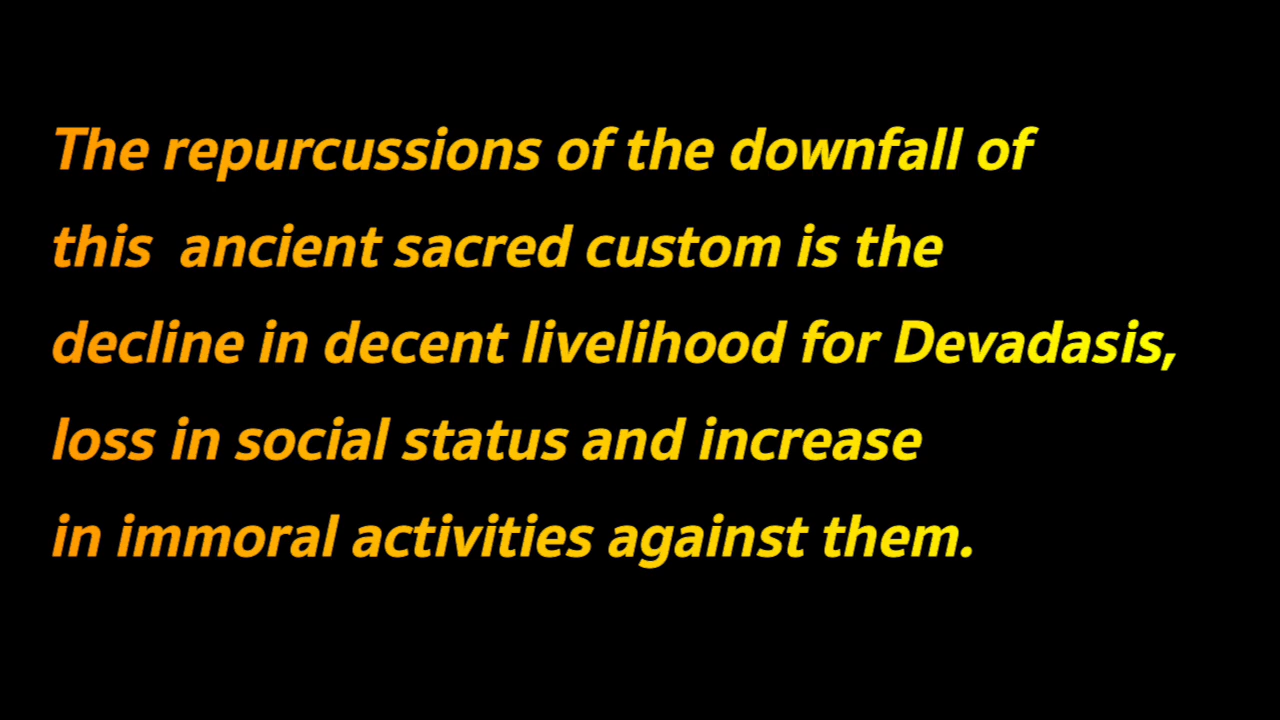 The repurcussions of the downfall of
this  ancient sacred custom is the
decline in decent livelihood for Devadasis,
loss in social status and increase
in immoral activities against them.